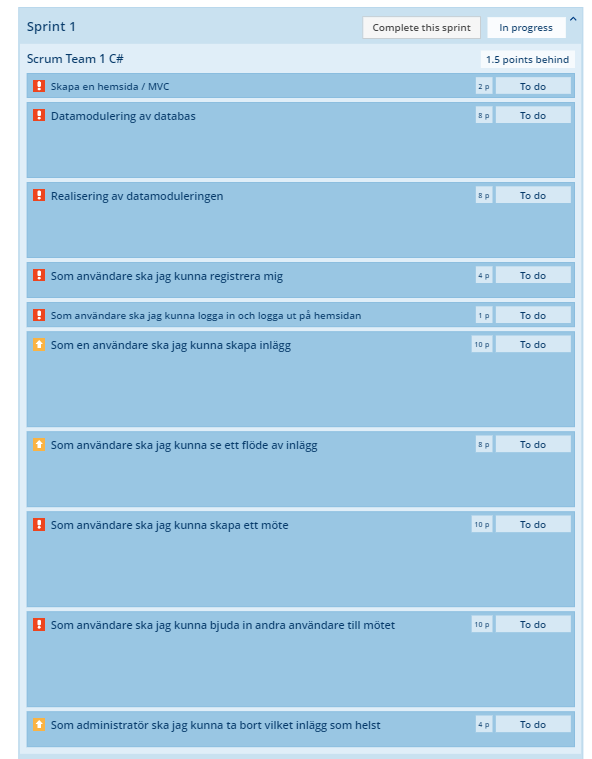 Sprint 1 Complete this sprint In progress
Scrum Team 1 C# 1.5 points behind
Skapa en hemsida / MVC 2 p To do
Datamodulering av databas 8 p To do
Realisering av datamoduleringen 8 p To do
Som användare ska jag kunna registrera mig 4 p To do
Som användare ska jag kunna logga in och logga ut på hemsidan 1 p To do
Som en användare ska jag kunna skapa inlägg 10 p To do
Som användare ska jag kunna se ett flöde av inlägg 8 p To do
Som användare ska jag kunna skapa ett möte 10 p To do
Som användare ska jag kunna bjuda in andra användare till mötet 10 p To do
Som administratör ska jag kunna ta bort vilket inlägg som helst 4 p To do